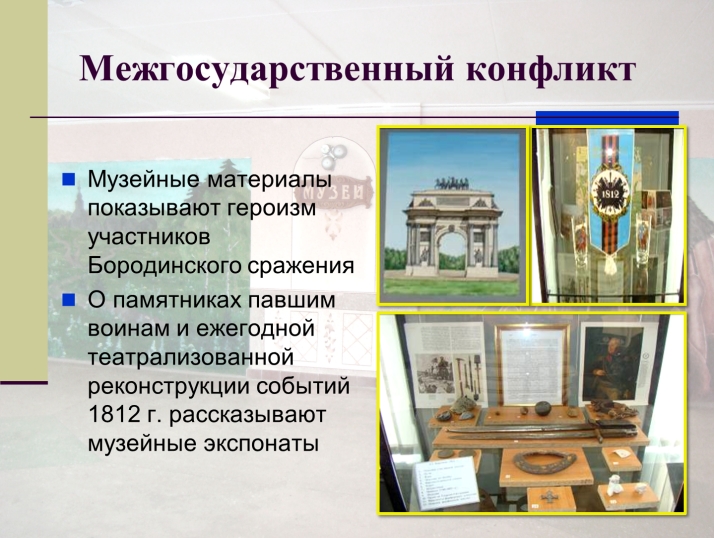 Межгосударственный конфликт
Музейные материалы
показывают героизм
участников
Бородинского сражения
О памятниках павшим
воинам и ежегодной
театрализованной
реконструкции событий
1812 г. рассказывают
музейные экспонаты
МУЗЕЙ
1812